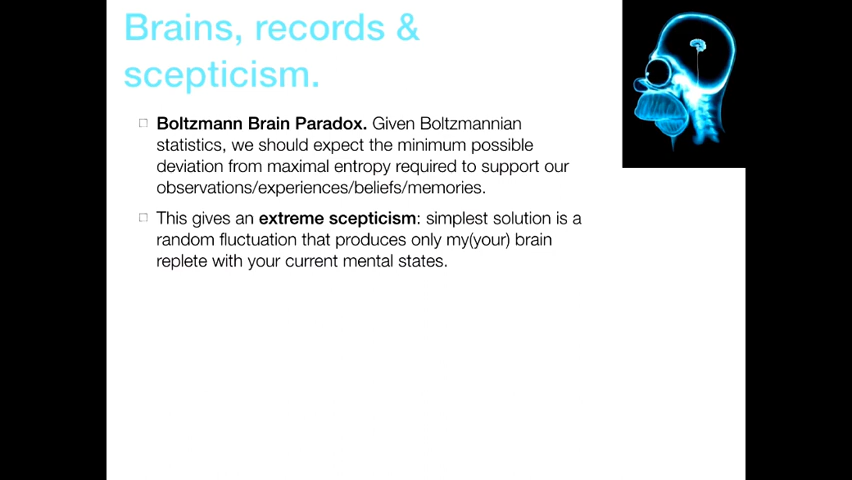 Brains, records &
scepticism.
Boltzmann Brain Paradox. Given Boltzmannian
statistics, we should expect the minimum possible
deviation from maximal entropy required to support our
observations/experiences/beliefs/memories.
This gives an extreme scepticism: simplest solution is a
random fluctuation that produces only my(your) brain
replete with your current mental states.